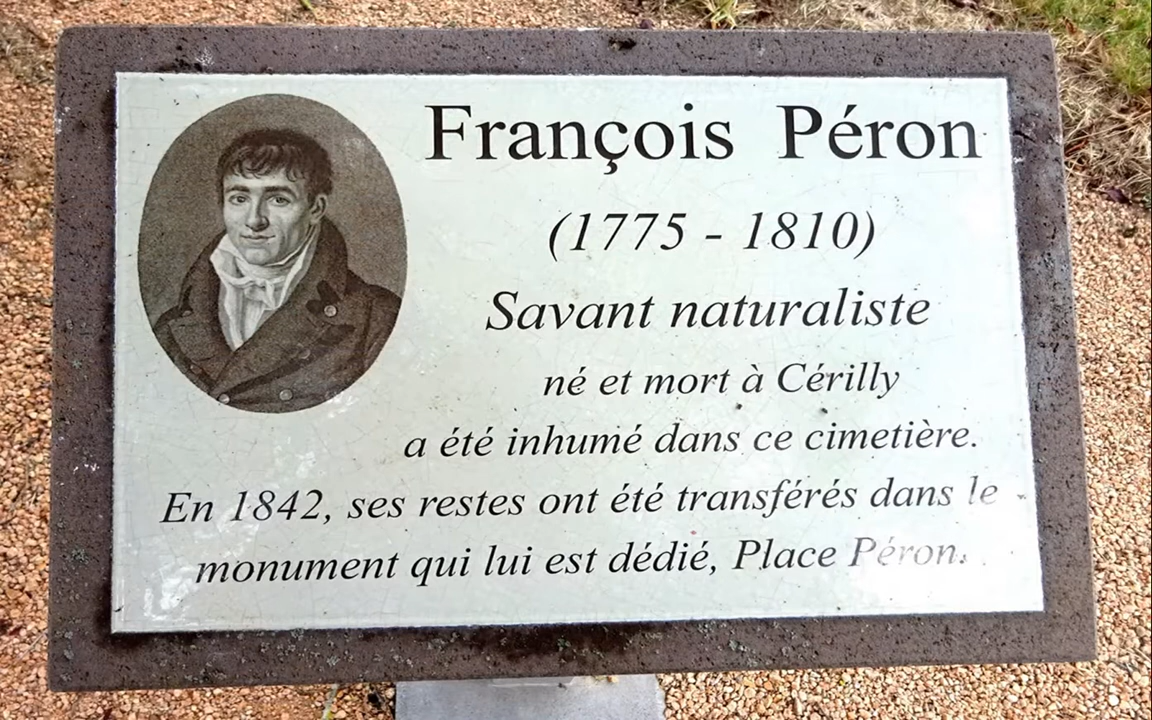 François Péron
(1775 - 1810)
Savant naturaliste
né et mort à Cérilly
a été inhumé dans ce cimetière.
En 1842, ses restes ont été transférés dans le
monument qui lui est dédié, Place Péron.